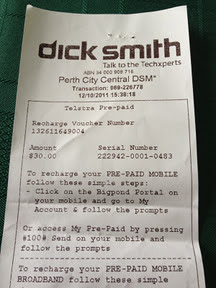 dick smith
Talk to the Techxperts
ABN 34 000 908 716
Perth City Central DSM*
Transaction: 089-226778
12/10/2011 15:38:18
Telstra Pre-paid
Recharge Voucher Number
132611649004
Amount Serial Number
$30.00 222942-0001-0483
To recharge your PRE-PAID MOBILE
follow these simple steps:
- Click on the Bigpond Portal on
your mobile and go to My
Account & follow the prompts
Or access My Pre-Paid by pressing
#100# Send on your mobile and
follow the prompts
To recharge your PRE-PAID MOBILE
BROADBAND follow these simple